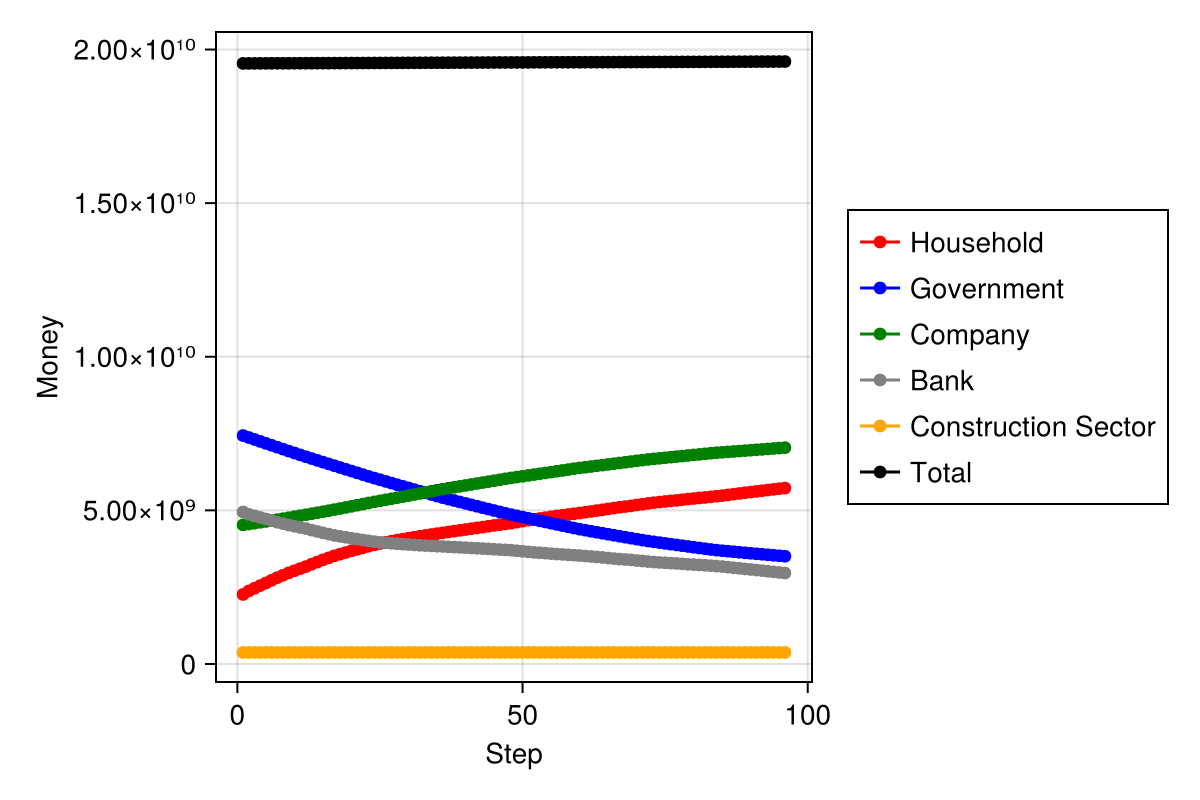 2.00×10¹⁰
1.50×10¹⁰
1.00×10¹⁰
5.00×10⁹
0
Money
0 50 100
Step
Household
Government
Company
Bank
Construction Sector
Total